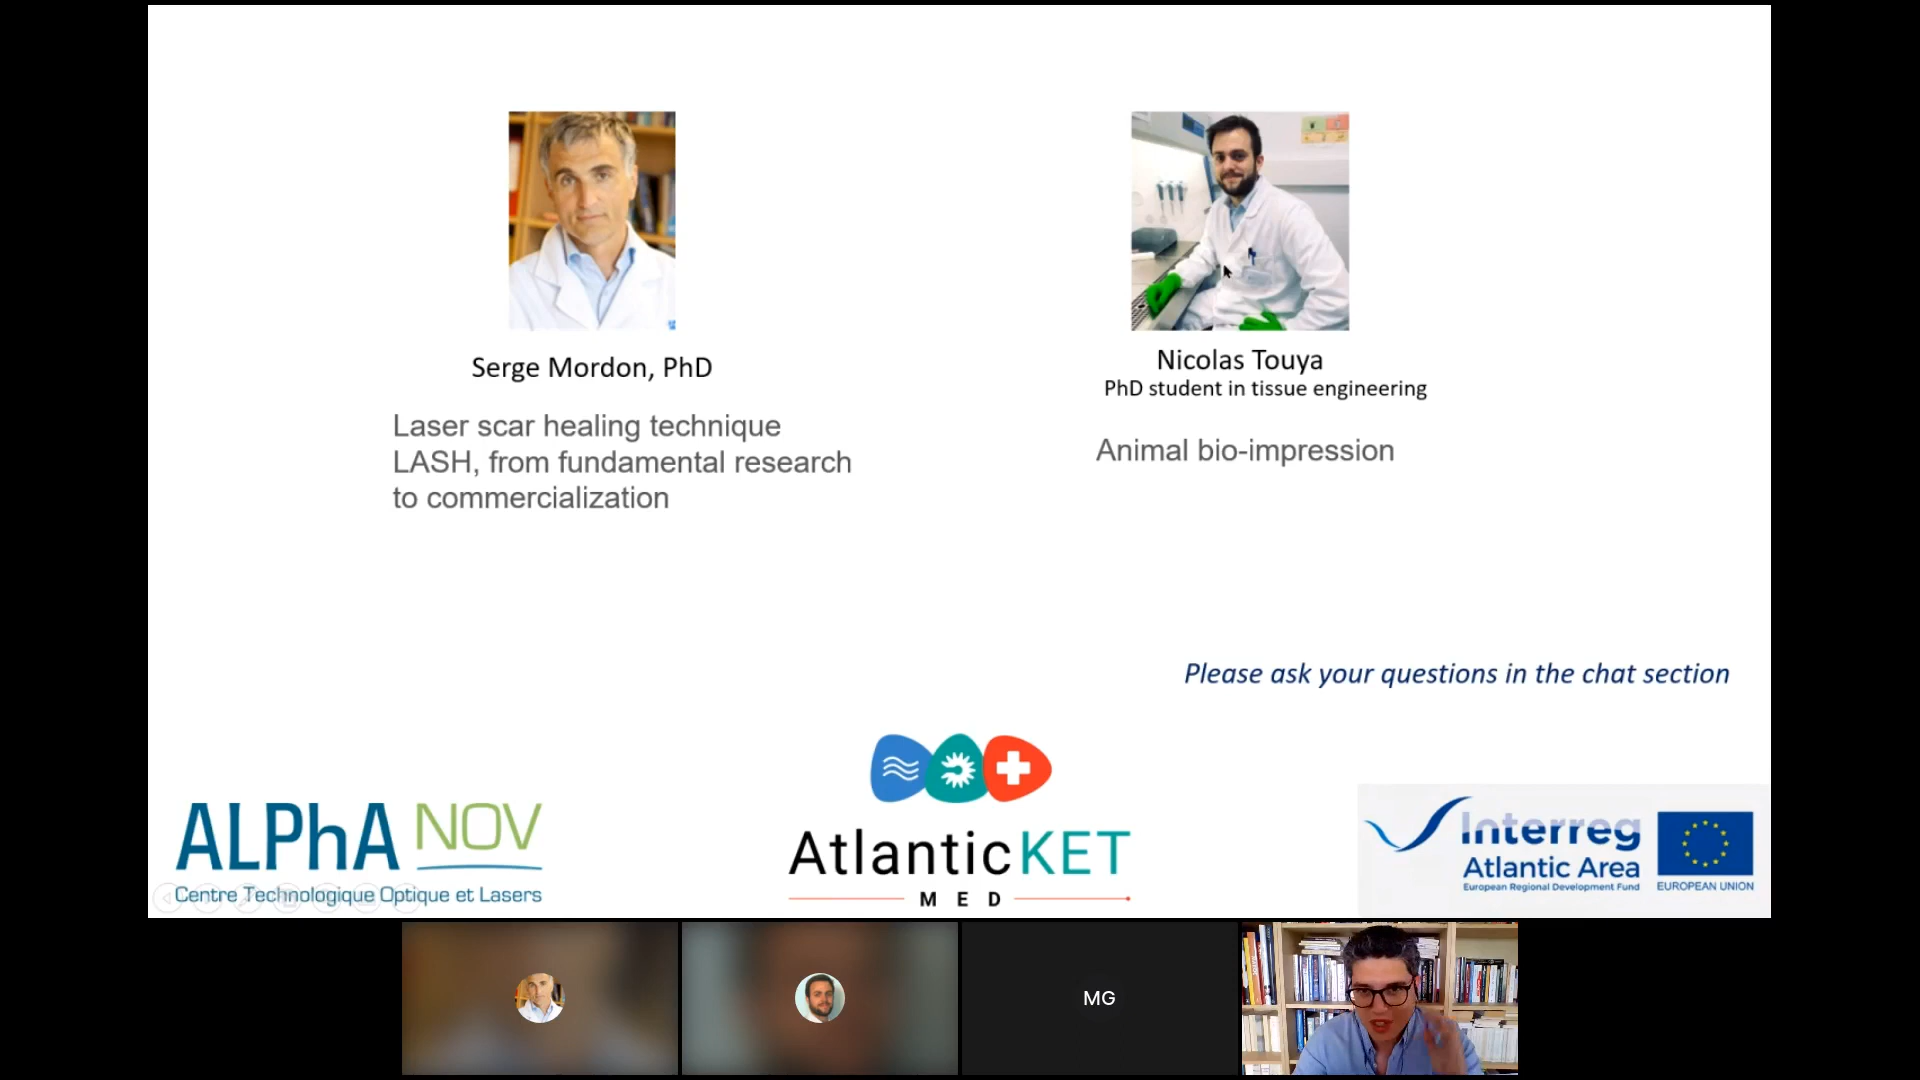 Serge Mordon, PhD
Laser scar healing technique
LASH, from fundamental research
to commercialization
Nicolas Touya
PhD student in tissue engineering
Animal bio-impression
Please ask your questions in the chat section
ALPhA NOV
Centre Technologique Optique et Lasers
AtlanticKET
MED
Interreg
Atlantic Area
European Regional Development Fund
EUROPEAN UNION
MG